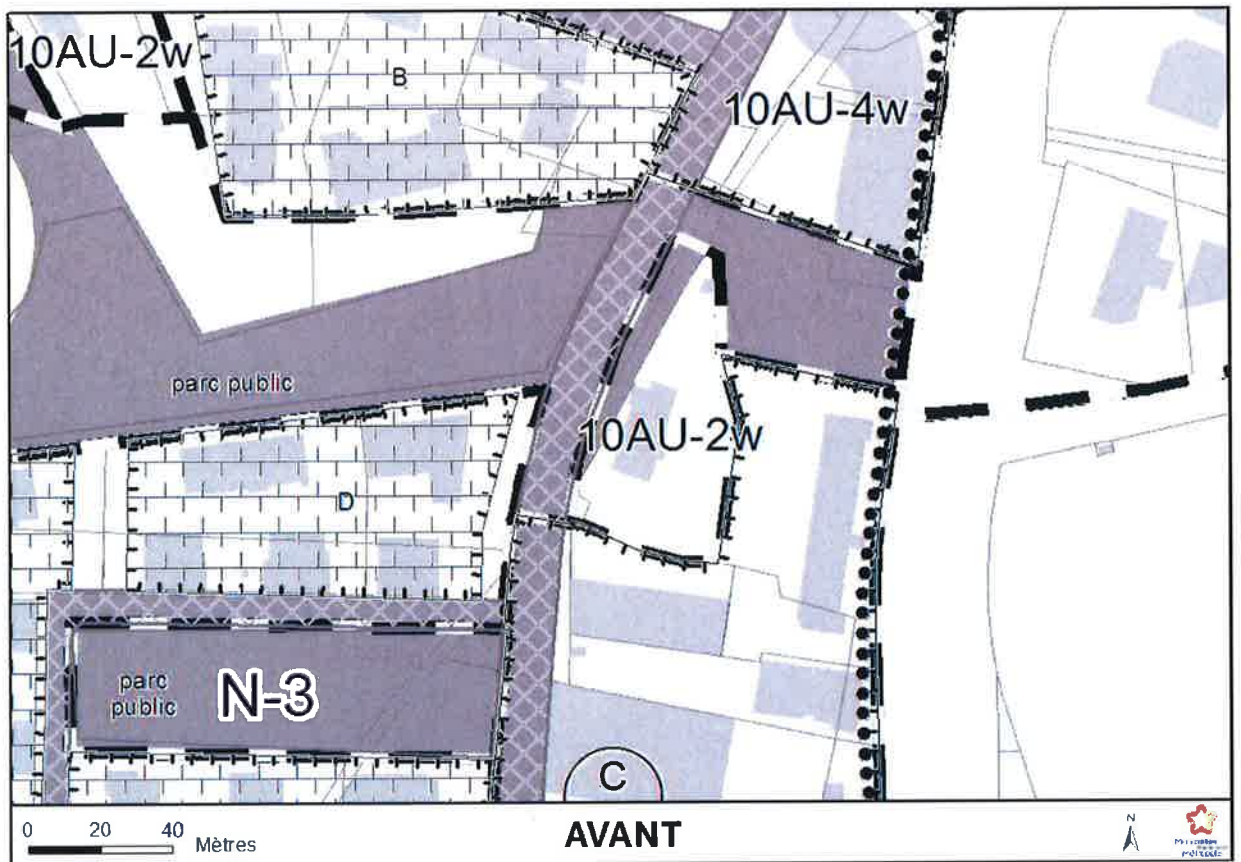 10AU-2w
B
10AU-4w
parc public
10AU-2w
D
parc
public
N-3
C
0 20 40 Mètres
AVANT
N